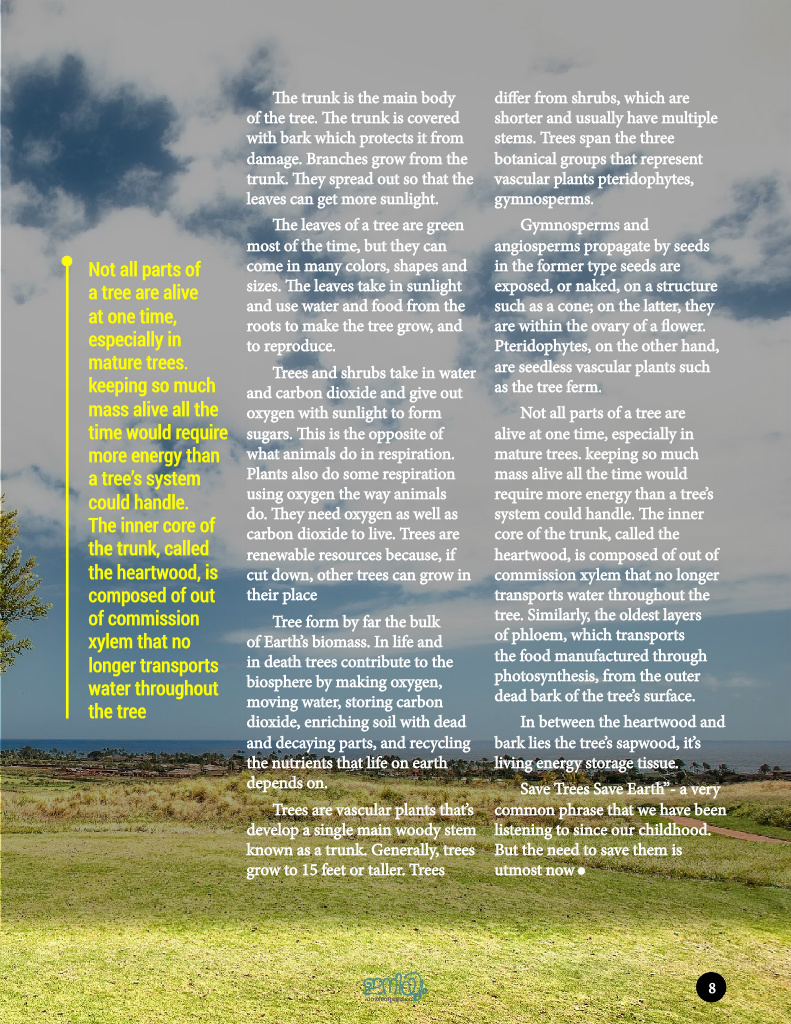 Not all parts of
a tree are alive
at one time,
especially in
mature trees.
keeping so much
mass alive all the
time would require
more energy than
a tree's system
could handle.
The inner core of
the trunk, called
the heartwood, is
composed of out
of commission
xylem that no
longer transports
water throughout
the tree
The trunk is the main body
of the tree. The trunk is covered
with bark which protects it from
damage. Branches grow from the
trunk. They spread out so that the
leaves can get more sunlight.
The leaves of a tree are green
most of the time, but they can
come in many colors, shapes and
sizes. The leaves take in sunlight
and use water and food from the
roots to make the tree grow, and
to reproduce.
Trees and shrubs take in water
and carbon dioxide and give out
oxygen with sunlight to form
sugars. This is the opposite of
what animals do in respiration.
Plants also do some respiration
using oxygen the way animals
do. They need oxygen as well as
carbon dioxide to live. Trees are
renewable resources because, if
cut down, other trees can grow in
their place
Tree form by far the bulk
of Earth's biomass. In life and
in death trees contribute to the
biosphere by making oxygen,
moving water, storing carbon
dioxide, enriching soil with dead
and decaying parts, and recycling
the nutrients that life on earth
depends on.
Trees are vascular plants that's
develop a single main woody stem
known as a trunk. Generally, trees
grow to 15 feet or taller. Trees
differ from shrubs, which are
shorter and usually have multiple
stems. Trees span the three
botanical groups that represent
vascular plants pteridophytes,
gymnosperms.
Gymnosperms and
angiosperms propagate by seeds
in the former type seeds are
exposed, or naked, on a structure
such as a cone; on the latter, they
are within the ovary of a flower.
Pteridophytes, on the other hand,
are seedless vascular plants such
as the tree ferm.
Not all parts of a tree are
alive at one time, especially in
mature trees. keeping so much
mass alive all the time would
require more energy than a tree's
system could handle. The inner
core of the trunk, called the
heartwood, is composed of out of
commission xylem that no longer
transports water throughout the
tree. Similarly, the oldest layers
of phloem, which transports
the food manufactured through
photosynthesis, from the outer
dead bark of the tree's surface.
In between the heartwood and
bark lies the tree's sapwood, it's
living energy storage tissue.
Save Trees Save Earth"- a very
common phrase that we have been
listening to since our childhood.
But the need to save them is
utmost now
8